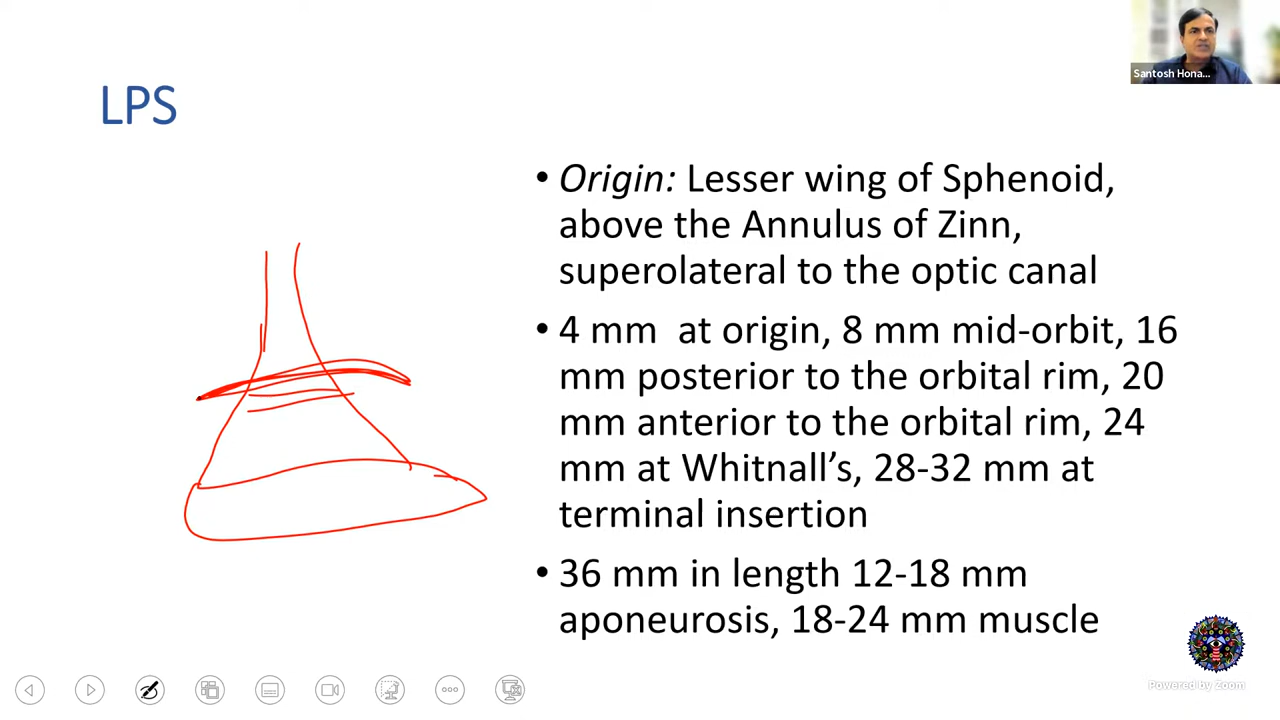 Santosh Hona...
LPS
• Origin: Lesser wing of Sphenoid,
above the Annulus of Zinn,
superolateral to the optic canal
• 4 mm at origin, 8 mm mid-orbit, 16
mm posterior to the orbital rim, 20
mm anterior to the orbital rim, 24
mm at Whitnall’s, 28-32 mm at
terminal insertion
• 36 mm in length 12-18 mm
aponeurosis, 18-24 mm muscle
Powered by Zoom